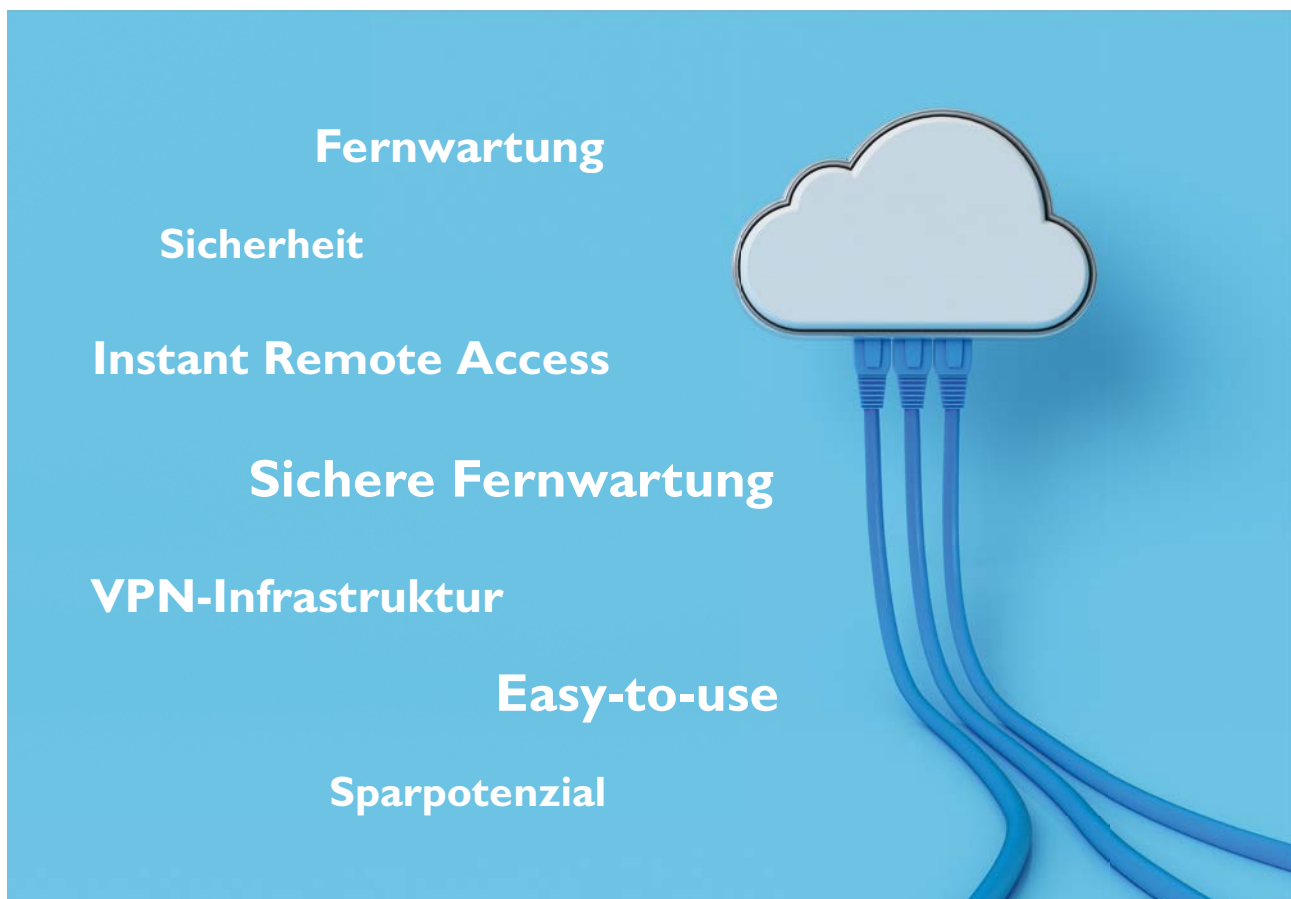 Fernwartung
Sicherheit
Instant Remote Access
Sichere Fernwartung
VPN-Infrastruktur
Easy-to-use
Sparpotenzial